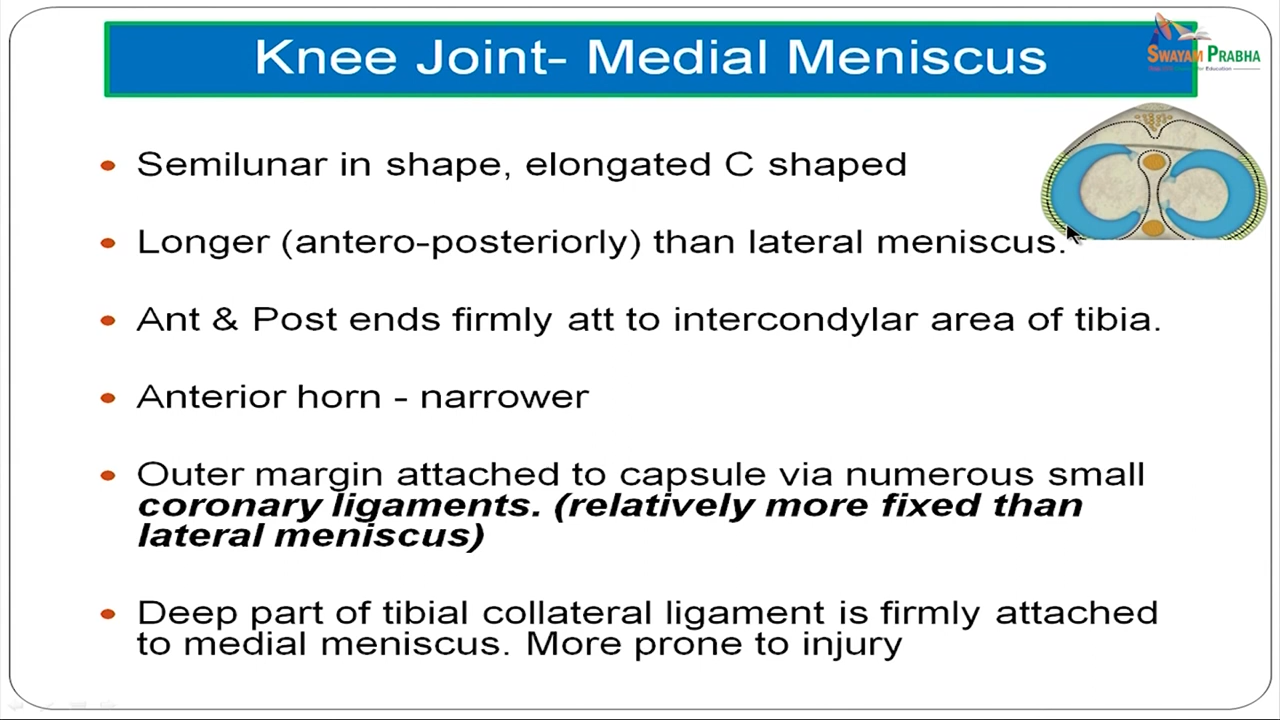 Knee Joint- Medial Meniscus
SWAYAM PRABHA
• Semilunar in shape, elongated C shaped
• Longer (antero-posteriorly) than lateral meniscus.
• Ant & Post ends firmly att to intercondylar area of tibia.
• Anterior horn - narrower
• Outer margin attached to capsule via numerous small
coronary ligaments. (relatively more fixed than
lateral meniscus)
• Deep part of tibial collateral ligament is firmly attached
to medial meniscus. More prone to injury